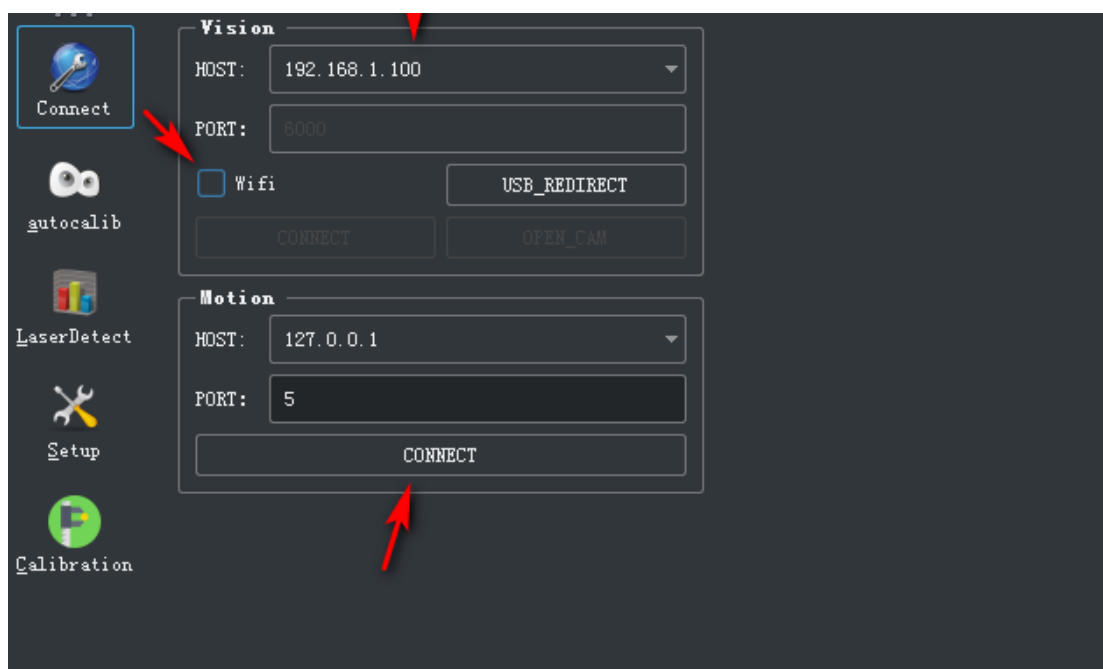 Connect
autocalib
LaserDetect
Setup
Calibration
Vision
HOST: 192.168.1.100
PORT: 6000
Wifi USB_REDIRECT
CONNECT OPEN_CAM
Motion
HOST: 127.0.0.1
PORT: 5
CONNECT